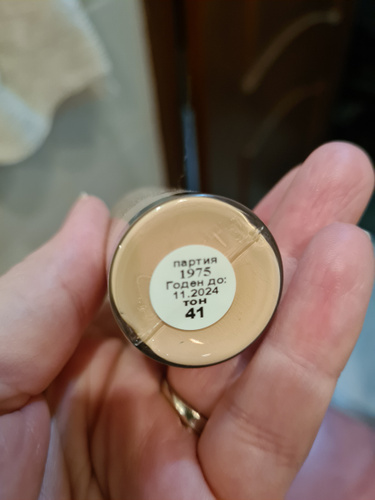 партия
1975
Годен до:
11.2024
тон
41